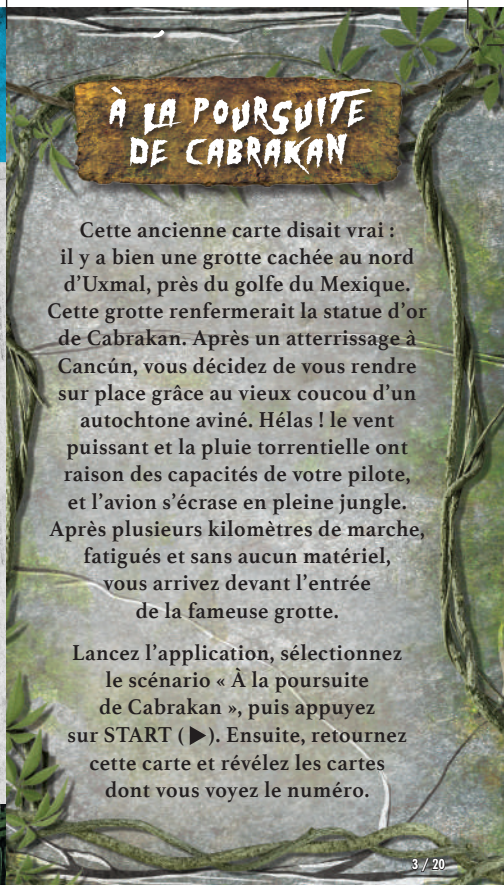 À LA POURSUITE
DE CABRAKAN
Cette ancienne carte disait vrai :
il y a bien une grotte cachée au nord
d’Uxmal, près du golfe du Mexique.
Cette grotte renfermerait la statue d’or
de Cabrakan. Après un atterrissage à
Cancún, vous décidez de vous rendre
sur place grâce au vieux coucou d’un
autochtone aviné. Hélas ! le vent
puissant et la pluie torrentielle ont
raison des capacités de votre pilote,
et l’avion s’écrase en pleine jungle.
Après plusieurs kilomètres de marche,
fatigués et sans aucun matériel,
vous arrivez devant l’entrée
de la fameuse grotte.
Lancez l’application, sélectionnez
le scénario « À la poursuite
de Cabrakan », puis appuyez
sur START (▶). Ensuite, retournez
cette carte et révélez les cartes
dont vous voyez le numéro.
3 / 20